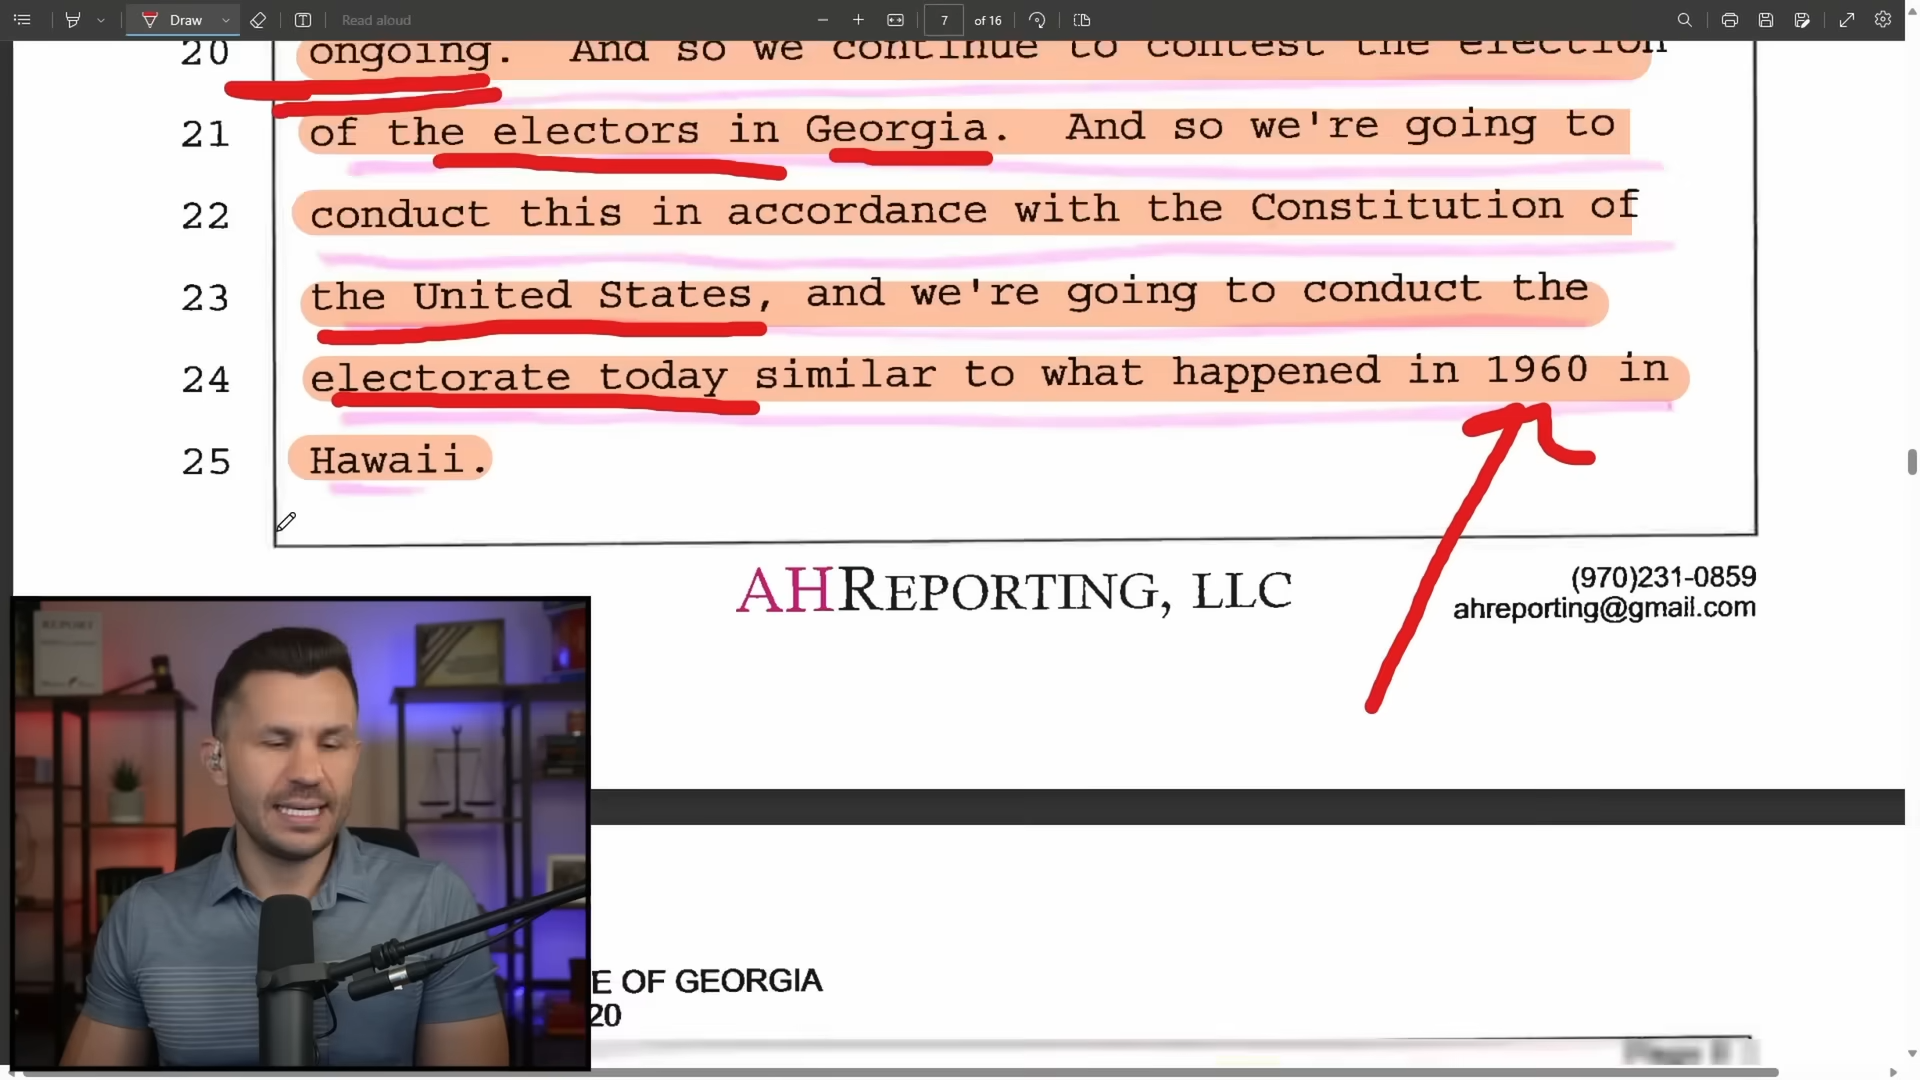 Draw
Read aloud
7 of 16
20 ongoing. And so we continue to contest the election
21 of the electors in Georgia. And so we're going to
22 conduct this in accordance with the Constitution of
23 the United States, and we're going to conduct the
24 electorate today similar to what happened in 1960 in
25 Hawaii.
AHREPORTING, LLC
(970)231-0859
ahreporting@gmail.com
REPORT
E OF GEORGIA
20